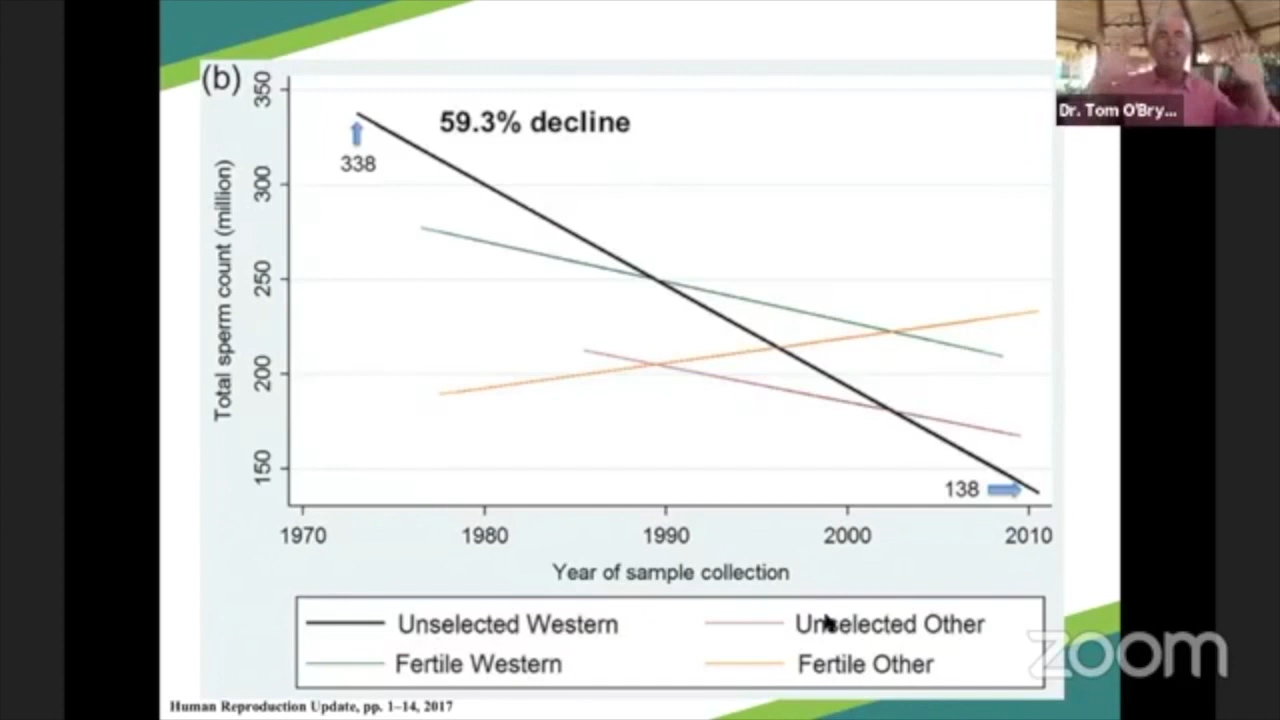 (b)
59.3% decline
Dr. Tom O'Bry...
338
Total sperm count (million)
350
300
250
200
150
138
1970 1980 1990 2000 2010
Year of sample collection
Unselected Western Unselected Other
Fertile Western Fertile Other
zoom
Human Reproduction Update, pp. 1–14, 2017